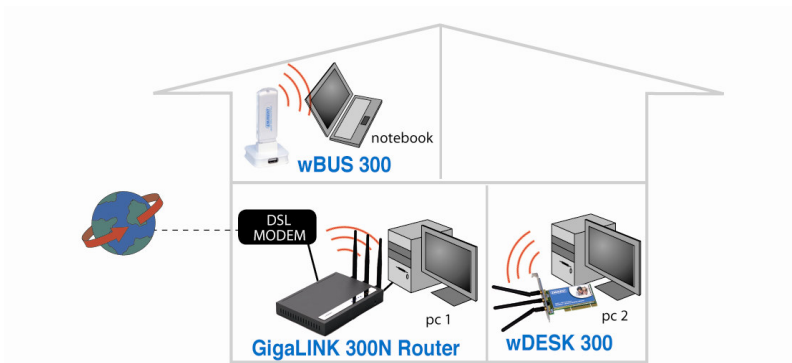 notebook
wBUS 300
DSL
MODEM
pc 1
GigaLINK 300N Router
pc 2
wDESK 300